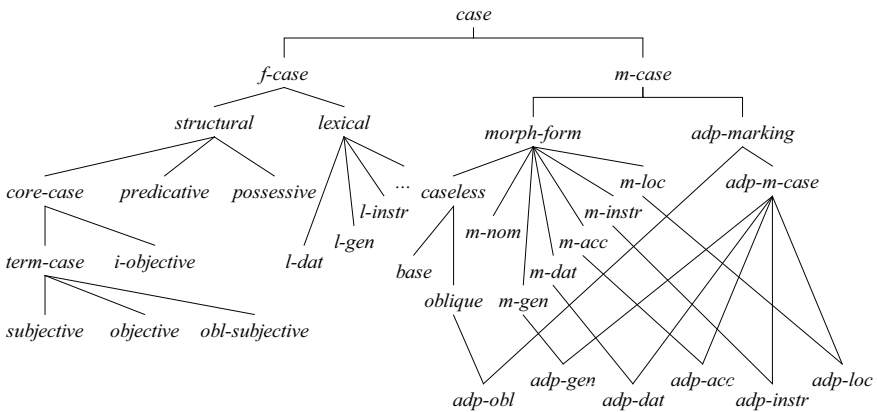 case
f-case m-case
structural lexical morph-form adp-marking
core-case predicative possessive ... caseless m-loc adp-m-case
l-instr m-instr
l-gen m-nom m-acc
term-case i-objective l-dat base m-dat
oblique m-gen
subjective objective obl-subjective
adp-gen adp-acc adp-loc
adp-obl adp-dat adp-instr